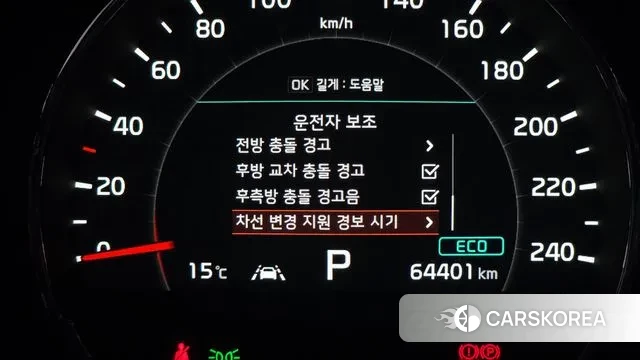 100
140
80
km/h
160
60
OK 길게 : 도움말
180
운전자 보조
40
전방 충돌 경고
200
후방 교차 충돌 경고
20
후측방 충돌 경고음
220
차선 변경 지원 경보 시기
0
ECO
240
15℃
P
64401 km
CARSKOREA